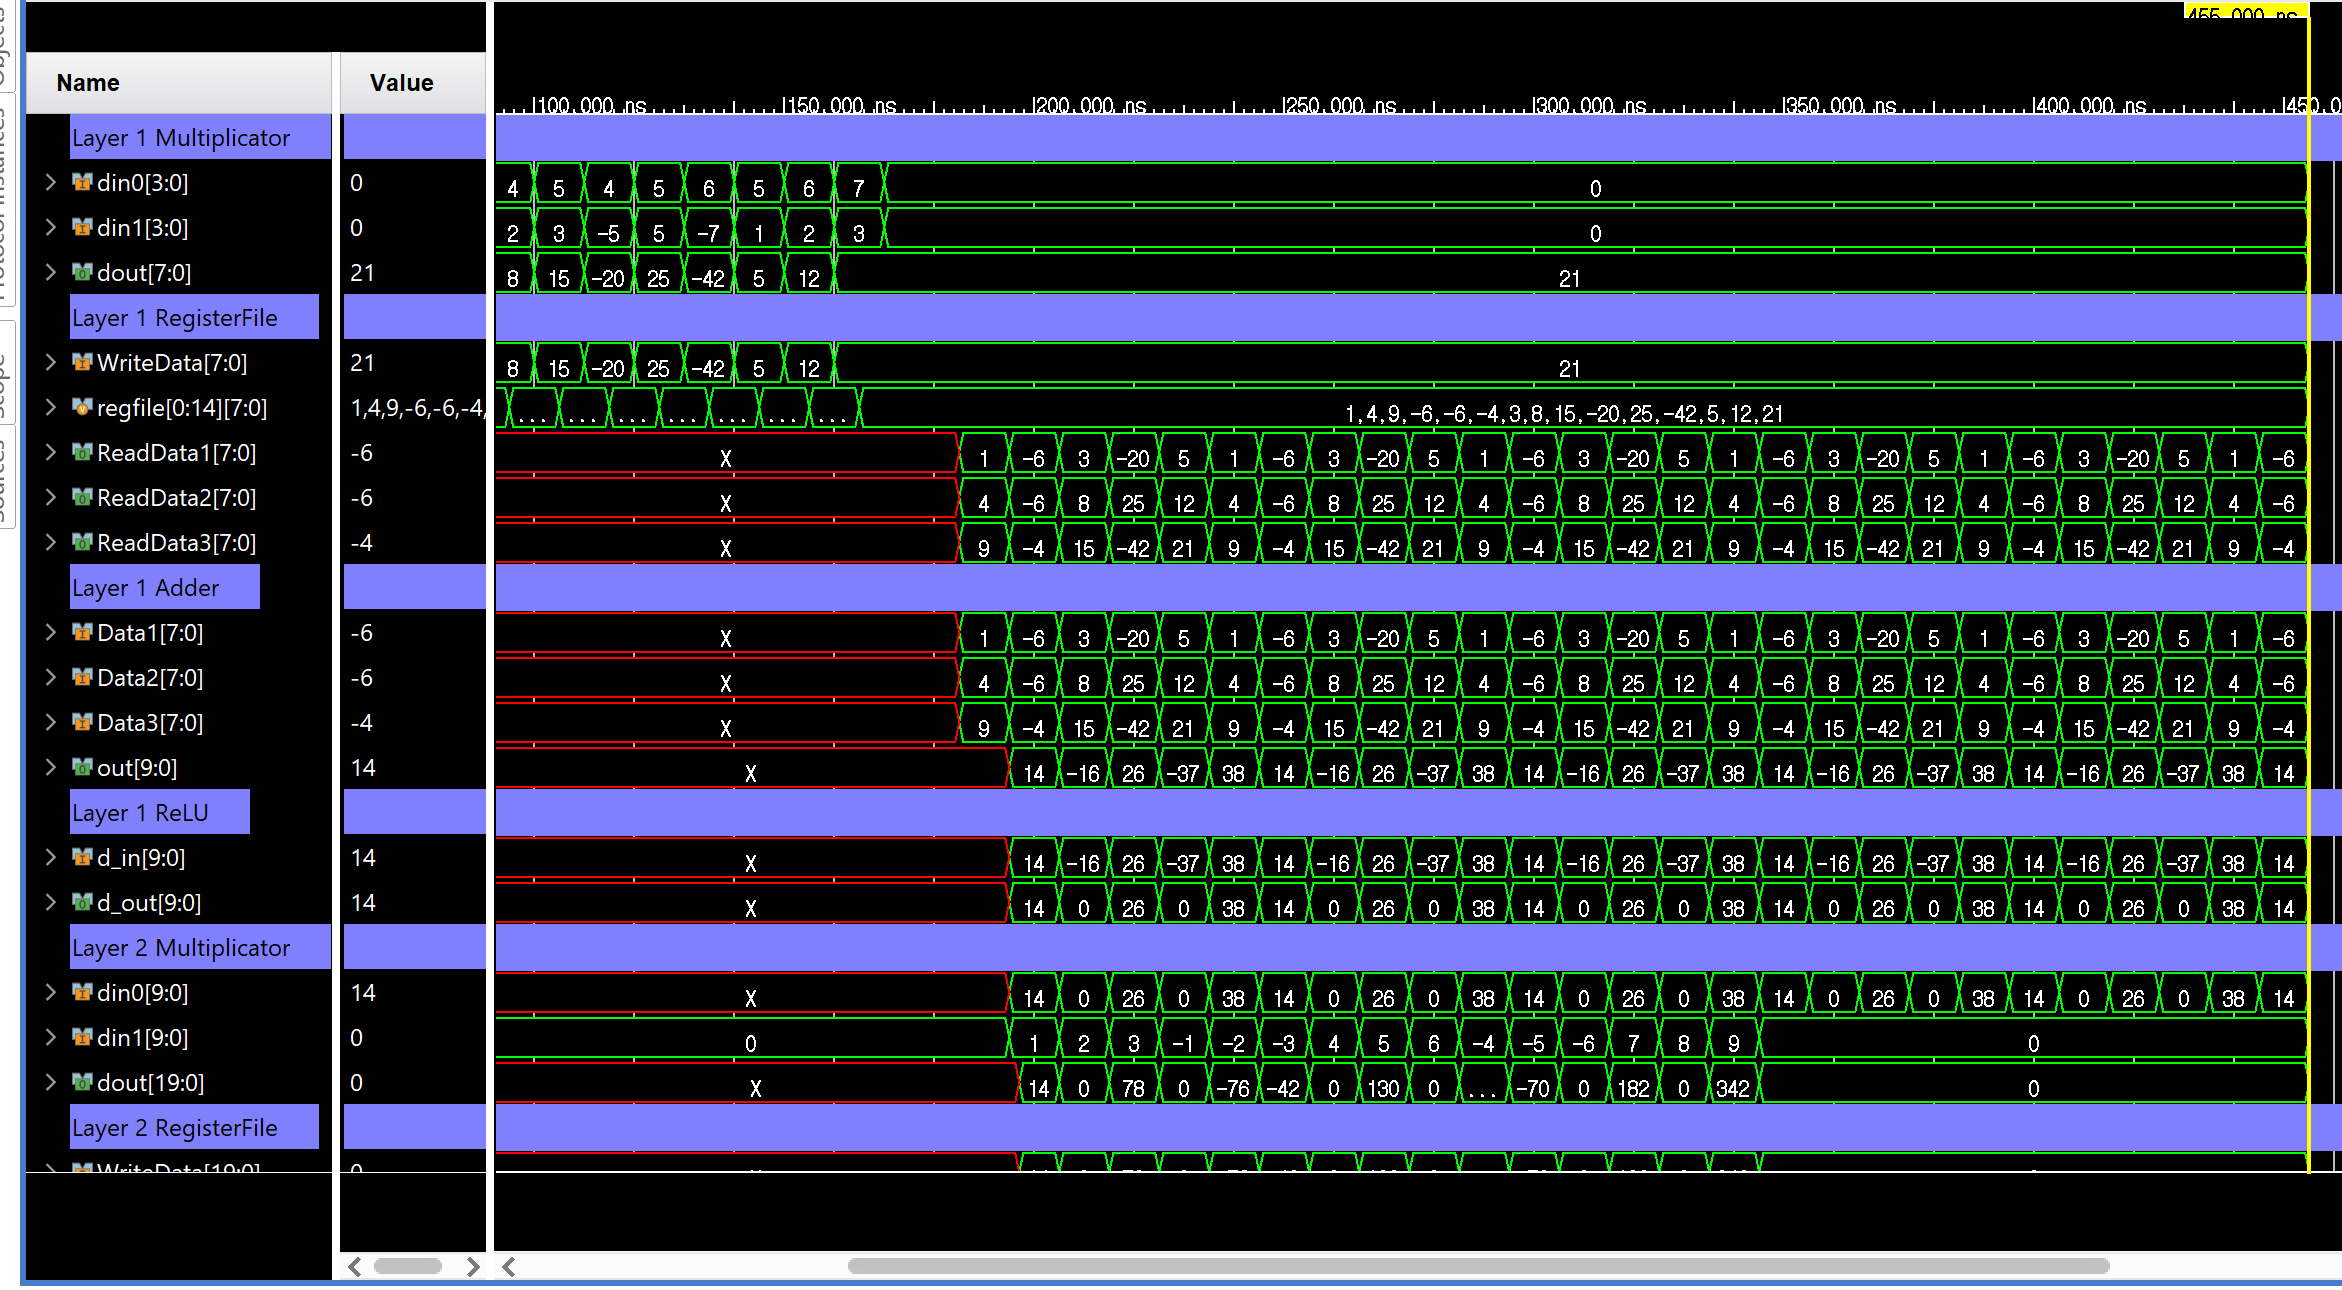 455.000 ns
Name Value
100.000 ns 150.000 ns 200.000 ns 250.000 ns 300.000 ns 350.000 ns 400.000 ns 450.0
Layer 1 Multiplicator
din0[3:0] 0 4 5 4 5 6 5 6 7 0
din1[3:0] 0 2 3 -5 5 -7 1 2 3 0
dout[7:0] 21 8 15 -20 25 -42 5 12 21
Layer 1 RegisterFile
WriteData[7:0] 21 8 15 -20 25 -42 5 12 21
regfile[0:14][7:0] 1,4,9,-6,-6,-4, ... ... ... ... ... ... ... 1,4,9,-6,-6,-4,3,8,15,-20,25,-42,5,12,21
ReadData1[7:0] -6 X 1 -6 3 -20 5 1 -6 3 -20 5 1 -6 3 -20 5 1 -6 3 -20 5 1 -6 3 -20 5 1 -6
ReadData2[7:0] -6 X 4 -6 8 25 12 4 -6 8 25 12 4 -6 8 25 12 4 -6 8 25 12 4 -6 8 25 12 4 -6
ReadData3[7:0] -4 X 9 -4 15 -42 21 9 -4 15 -42 21 9 -4 15 -42 21 9 -4 15 -42 21 9 -4 15 -42 21 9 -4
Layer 1 Adder
Data1[7:0] -6 X 1 -6 3 -20 5 1 -6 3 -20 5 1 -6 3 -20 5 1 -6 3 -20 5 1 -6 3 -20 5 1 -6
Data2[7:0] -6 X 4 -6 8 25 12 4 -6 8 25 12 4 -6 8 25 12 4 -6 8 25 12 4 -6 8 25 12 4 -6
Data3[7:0] -4 X 9 -4 15 -42 21 9 -4 15 -42 21 9 -4 15 -42 21 9 -4 15 -42 21 9 -4 15 -42 21 9 -4
out[9:0] 14 X 14 -16 26 -37 38 14 -16 26 -37 38 14 -16 26 -37 38 14 -16 26 -37 38 14 -16 26 -37 38 14
Layer 1 ReLU
d_in[9:0] 14 X 14 -16 26 -37 38 14 -16 26 -37 38 14 -16 26 -37 38 14 -16 26 -37 38 14 -16 26 -37 38 14
d_out[9:0] 14 X 14 0 26 0 38 14 0 26 0 38 14 0 26 0 38 14 0 26 0 38 14 0 26 0 38 14
Layer 2 Multiplicator
din0[9:0] 14 X 14 0 26 0 38 14 0 26 0 38 14 0 26 0 38 14 0 26 0 38 14 0 26 0 38 14
din1[9:0] 0 0 1 2 3 -1 -2 -3 4 5 6 -4 -5 -6 7 8 9 0
dout[19:0] 0 X 14 0 78 0 -76 -42 0 130 0 ... -70 0 182 0 342 0
Layer 2 RegisterFile
WriteData[19:0] 0
Objects
Protocol Instances
Scope
Sources